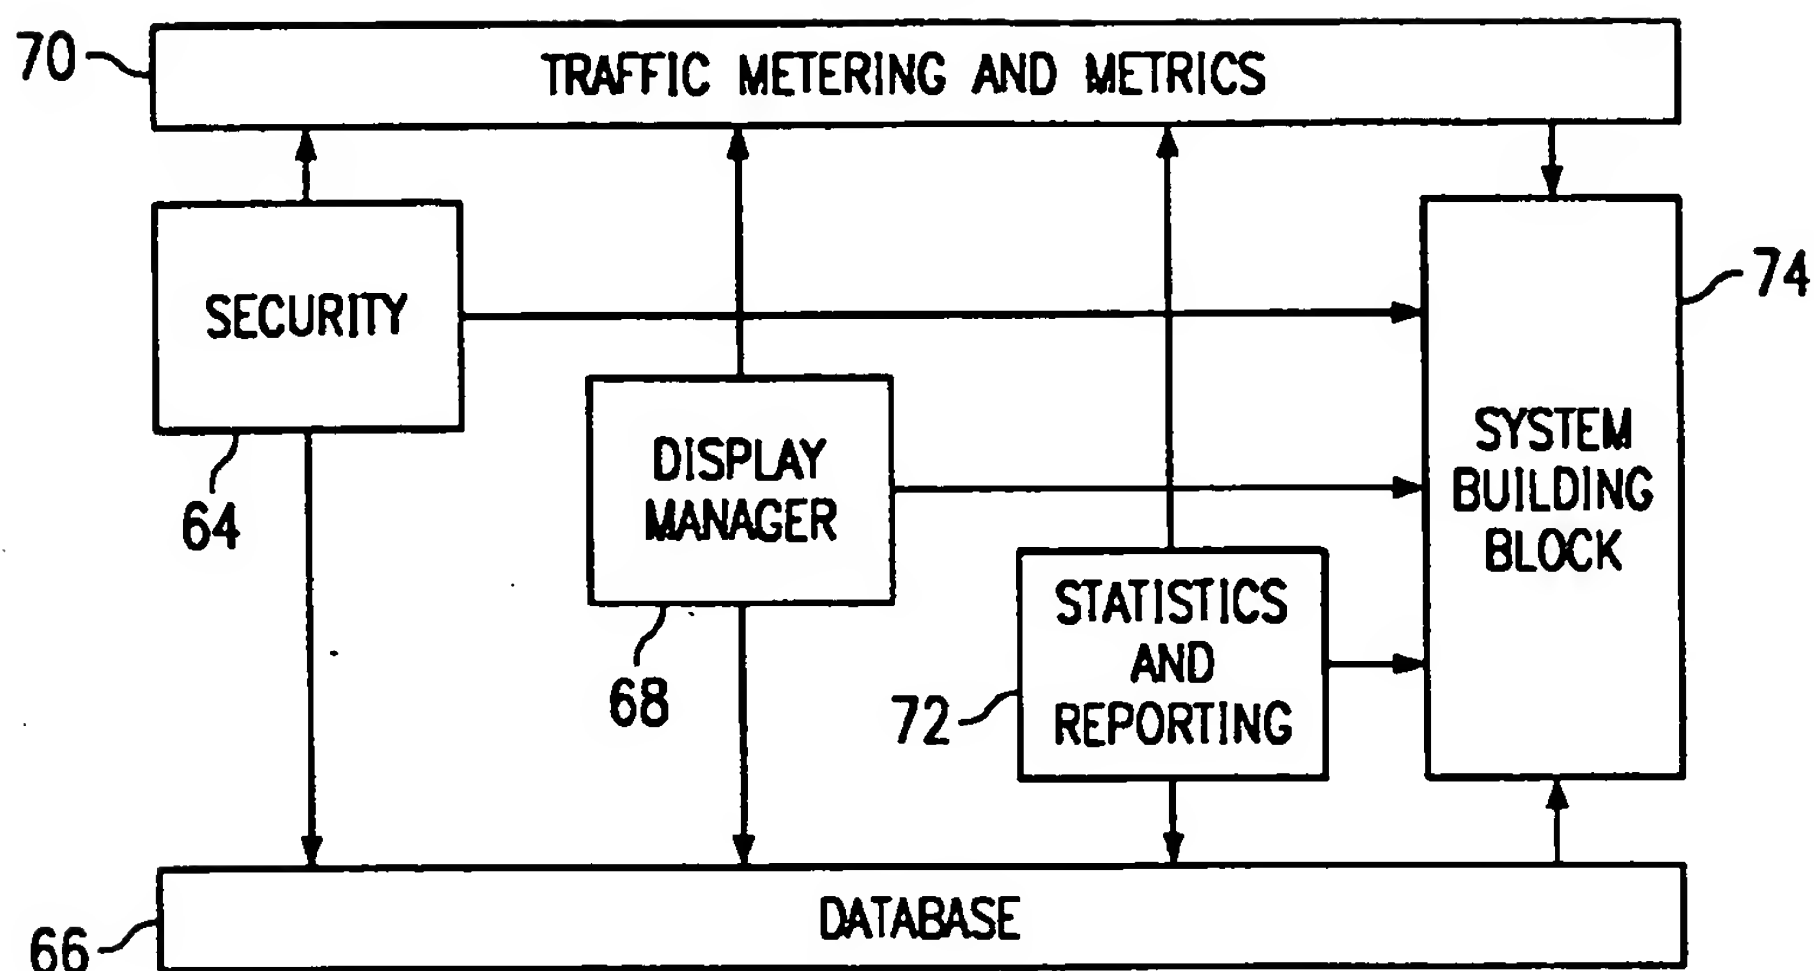 70
TRAFFIC METERING AND METRICS
SECURITY
64
DISPLAY
MANAGER
68
STATISTICS
AND
REPORTING
72
SYSTEM
BUILDING
BLOCK
74
DATABASE
66